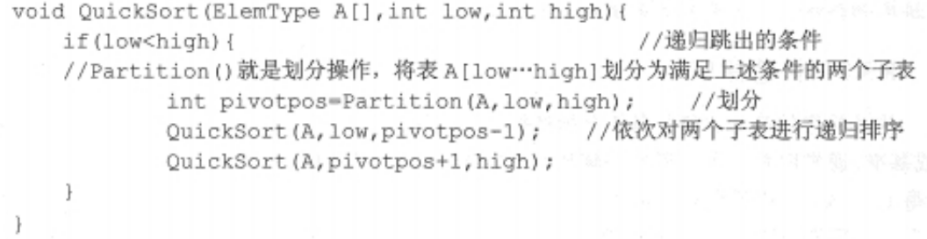 void QuickSort(ElemType A[],int low,int high){
if(low<high){ //递归跳出的条件
//Partition()就是划分操作，将表A[low…high]划分为满足上述条件的两个子表
int pivotpos=Partition(A,low,high); //划分
QuickSort(A,low,pivotpos-1); //依次对两个子表进行递归排序
QuickSort(A,pivotpos+1,high);
}
}